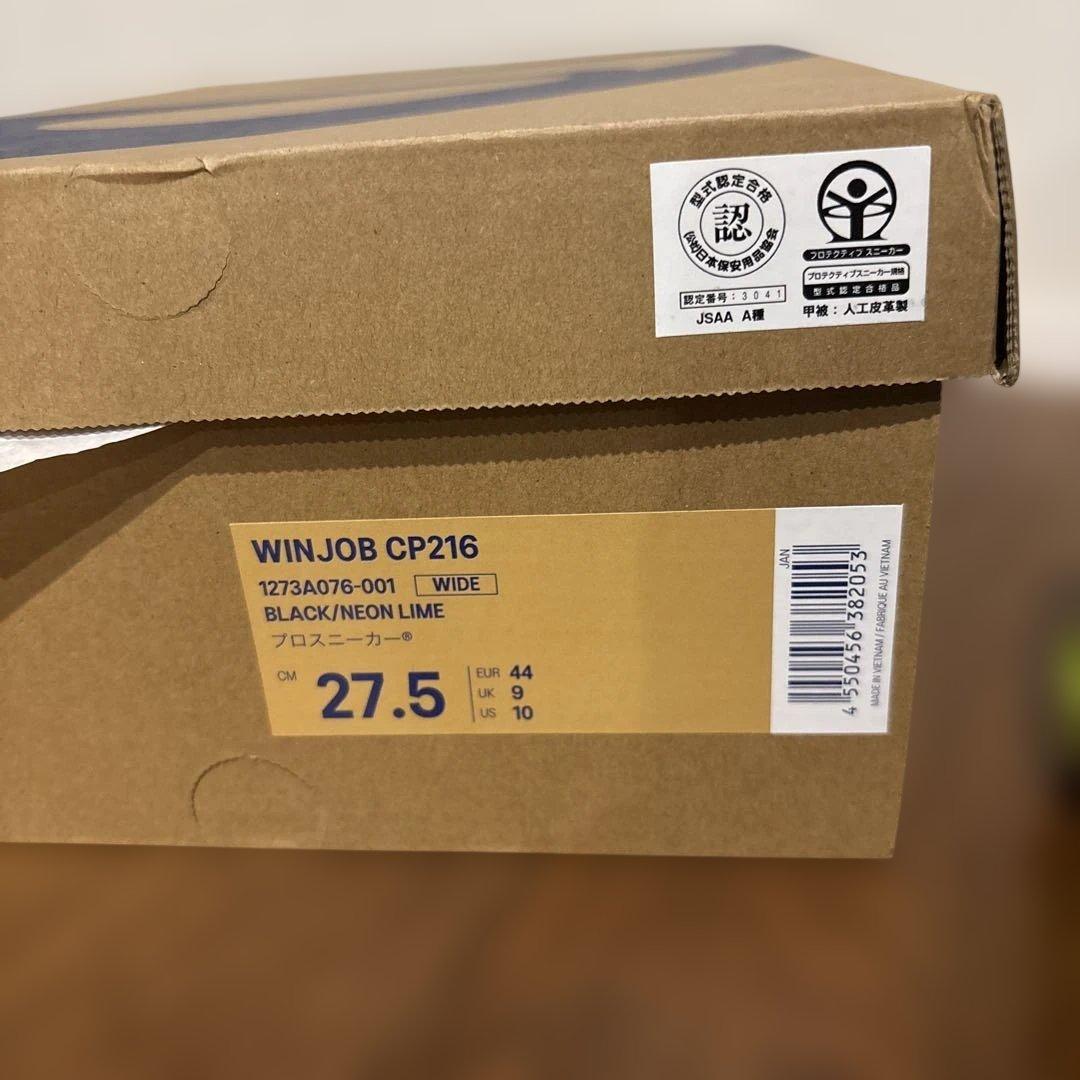 型式認定合格
認
(公社)日本保安用品協会
認定番号：3041
JSAA A種
プロテクティブ スニーカー
プロテクティブスニーカー規格
型式認定合格品
甲被：人工皮革製
WINJOB CP216
1273A076-001 WIDE
BLACK/NEON LIME
プロスニーカー®
CM 27.5
EUR 44
UK 9
US 10
JAN
4 550456 382053
MADE IN VIETNAM / FABRIQUE AU VIETNAM